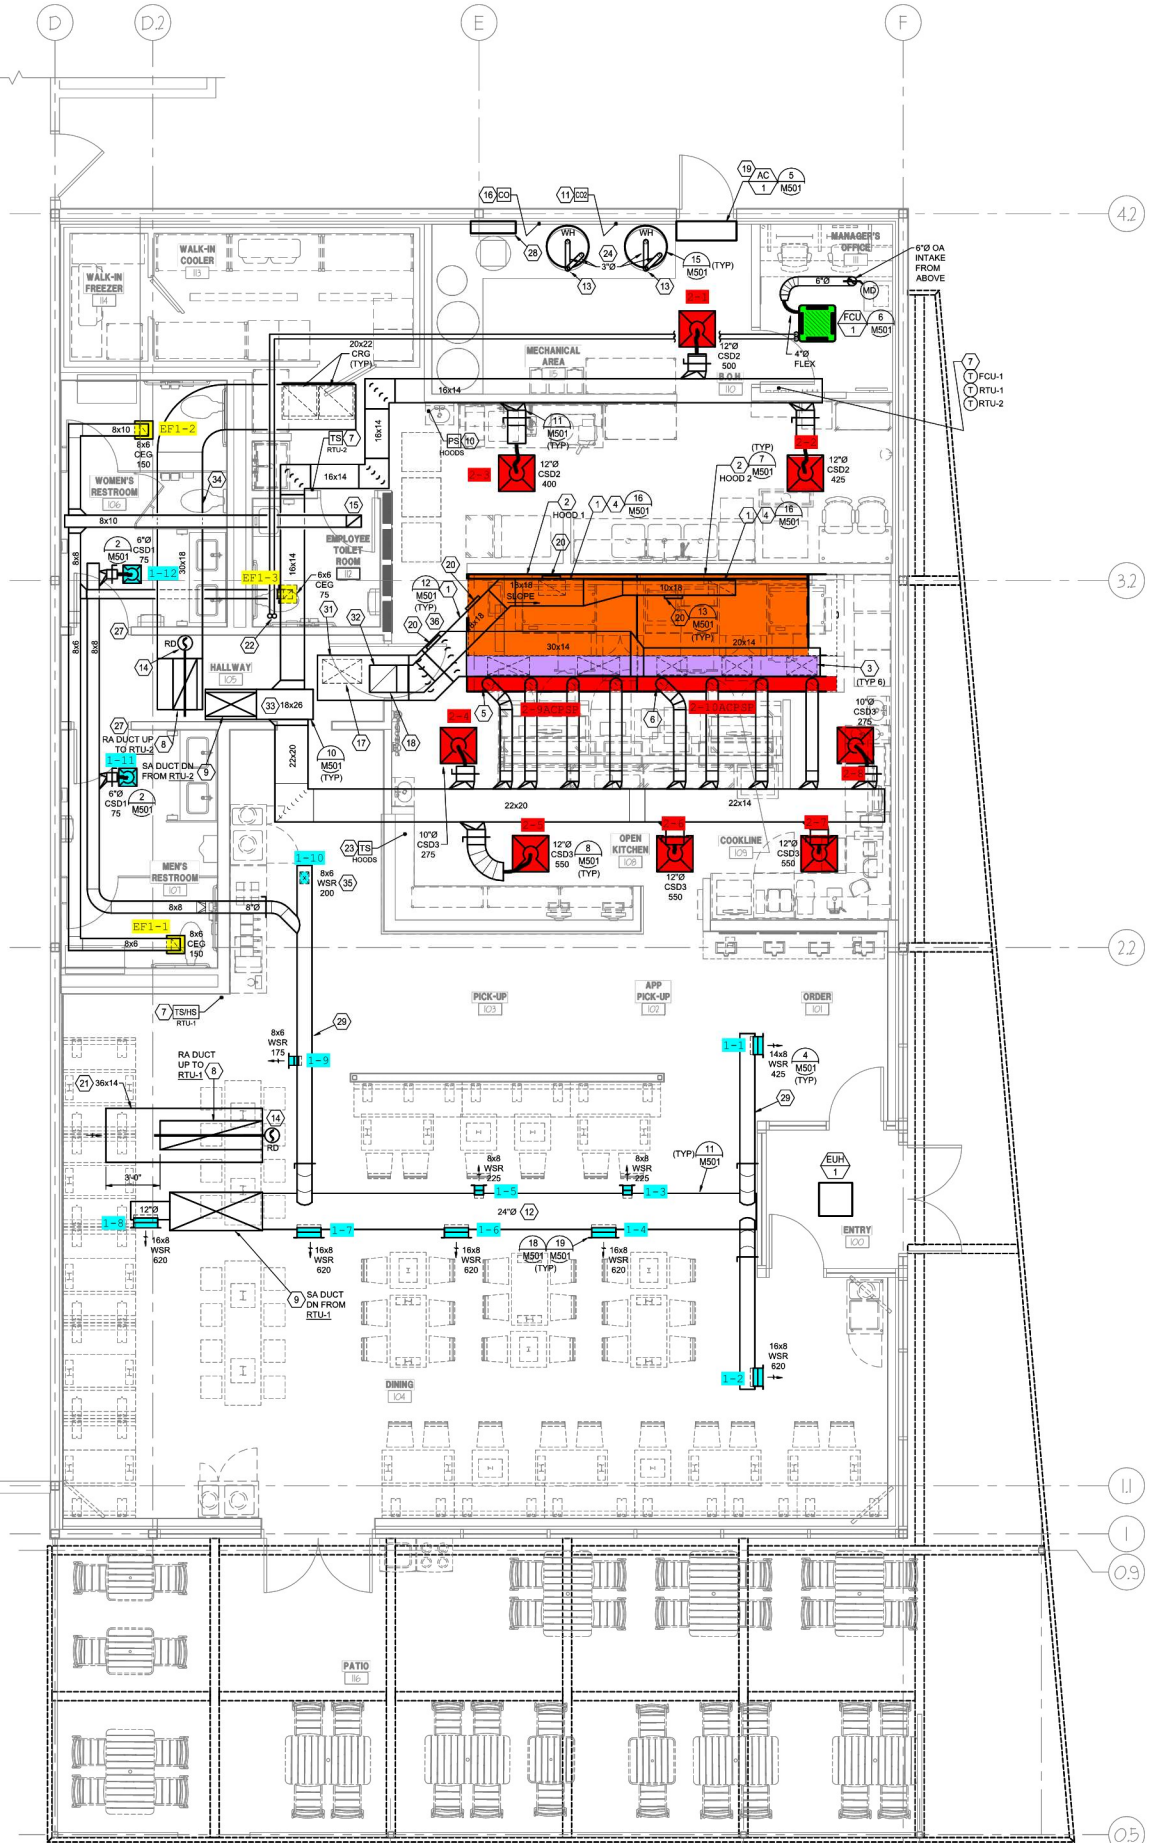 D
D.2
E
F
4.2
16
CO
11
CO2
19
AC
1
5
M501
WH
WH
28
24
3"Ø
13
13
15
M501
(TYP)
WALK-IN
COOLER
113
WALK-IN
FREEZER
114
MANAGER'S
OFFICE
111
6"Ø OA
INTAKE
FROM
ABOVE
6"Ø
MD
FCU
1
6
M501
4"Ø
FLEX
2-1
12"Ø
CSD2
500
B.O.H.
110
MECHANICAL
AREA
115
20x22
CRG
(TYP)
16x14
7
T FCU-1
T RTU-1
T RTU-2
8x10
EF1-2
8x6
CEG
150
WOMEN'S
RESTROOM
106
34
TS
7
RTU-2
16x14
16x14
PS
10
HOODS
11
M501
(TYP)
12"Ø
CSD2
400
(TYP)
2
7
M501
HOOD 2
12"Ø
CSD2
425
8x10
15
EMPLOYEE
TOILET
ROOM
112
2
HOOD 1
1
4
16
M501
1
4
16
M501
20
8x8
2
M501
6"Ø
CSD1
75
1-12
30x18
16x14
EF1-3
6x6
CEG
75
20
12
M501
(TYP)
1
36
20
18x18
SLOPE
10x18
20
13
M501
(TYP)
3.2
8x6
8x8
27
22
31
32
RD
14
HALLWAY
105
30x14
20x14
3
(TYP 6)
33
18x26
5
2-9ACPSP
6
2-10ACPSP
10"Ø
CSD3
275
2-4
27
RA DUCT UP
TO RTU-2
8
SA DUCT DN
FROM RTU-2
9
10
M501
(TYP)
17
18
22x20
1-11
6"Ø
CSD1
75
2
M501
22x20
22x14
23
TS
HOODS
10"Ø
CSD3
275
12"Ø
CSD3
550
8
M501
(TYP)
OPEN
KITCHEN
108
COOKLINE
109
12"Ø
CSD3
550
2-7
12"Ø
CSD3
550
MEN'S
RESTROOM
107
1-10
8x6
WSR
200
35
8x8
8"Ø
EF1-1
8x6
8x6
CEG
150
2.2
PICK-UP
103
APP
PICK-UP
102
ORDER
101
7
TS/HS
RTU-1
29
8x6
WSR
175
1-9
1-1
14x8
WSR
425
4
M501
(TYP)
29
RA DUCT
UP TO
RTU-1
8
21
36x14
14
RD
3'-0"
8x8
WSR
225
1-5
8x8
WSR
225
1-3
(TYP)
11
M501
EUH
1
ENTRY
100
24"Ø
12
12"Ø
1-8
16x8
WSR
620
1-7
16x8
WSR
620
1-6
16x8
WSR
620
18
M501
19
M501
(TYP)
1-4
16x8
WSR
620
9
SA DUCT
DN FROM
RTU-1
16x8
WSR
620
1-2
DINING
104
1.1
1
0.9
PATIO
116
0.5